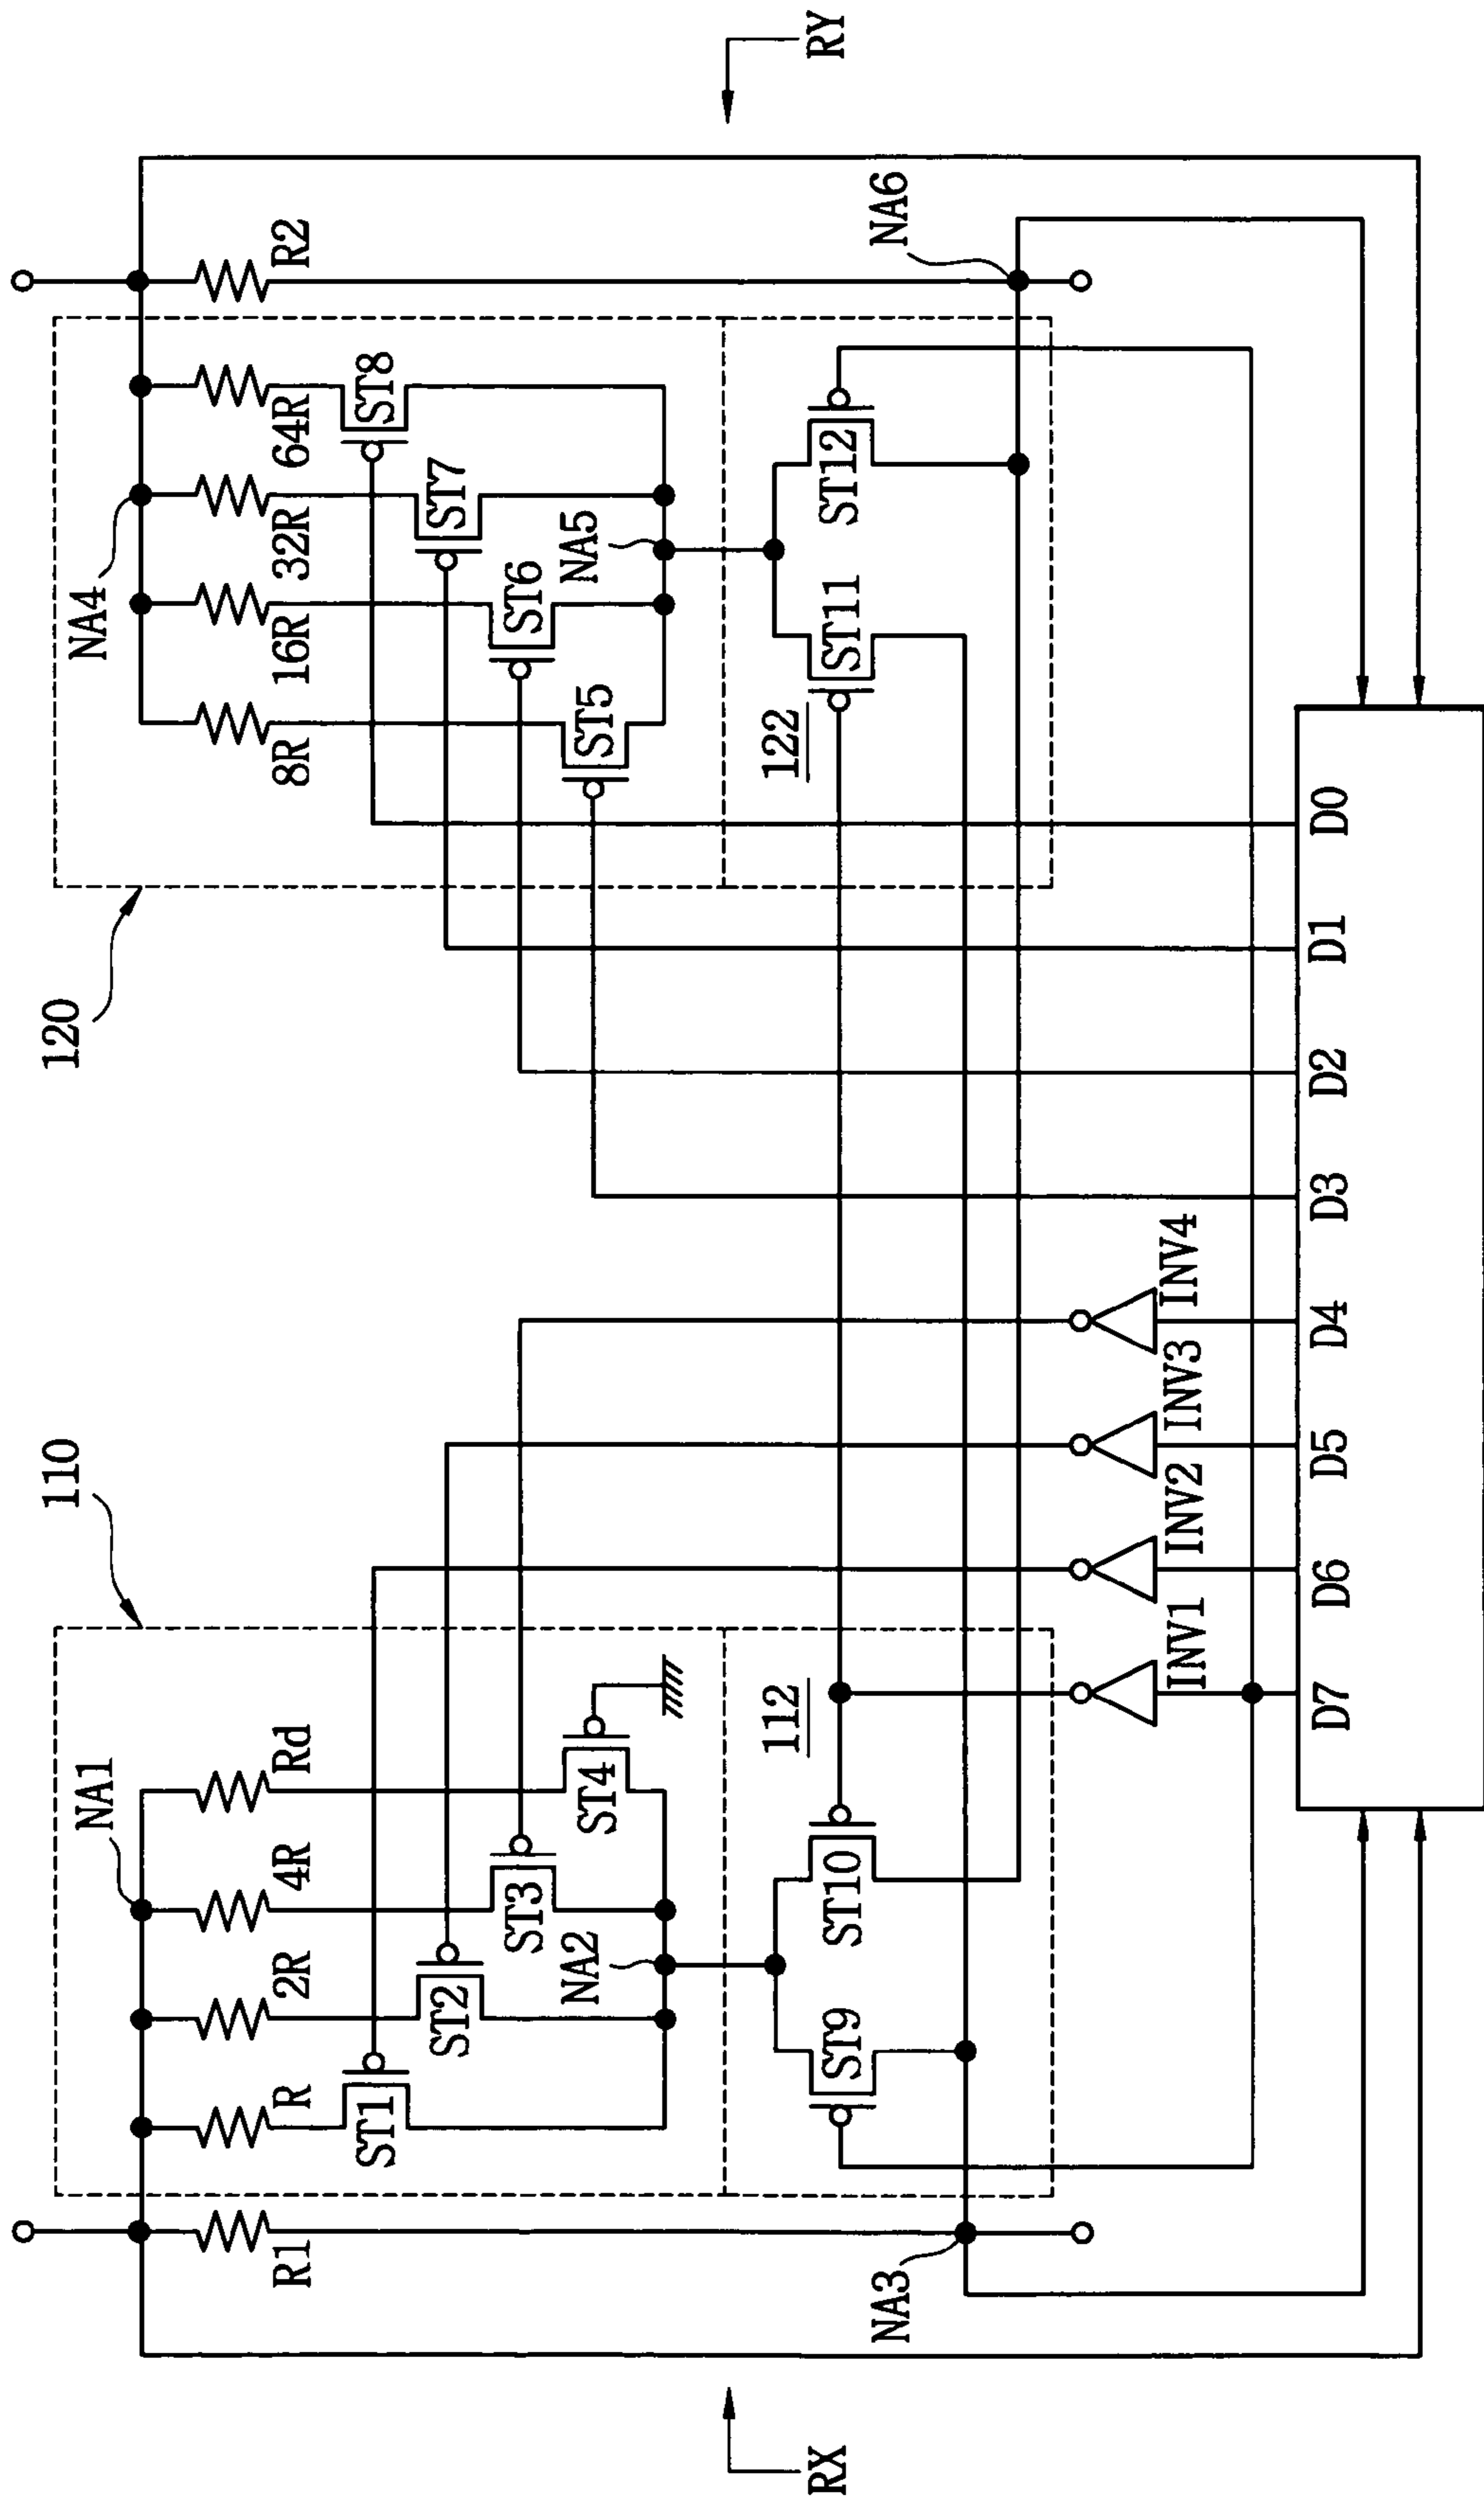 110
120
NA1
NA4
R1
R
2R
4R
Rd
8R
16R
32R
64R
R2
ST1
ST8
ST2
ST7
ST3
ST6
NA2
ST4
ST5
NA5
RX
112
122
RY
ST9
ST10
ST11
ST12
NA3
NA6
INV1
INV2
INV3
INV4
D7
D6
D5
D4
D3
D2
D1
D0